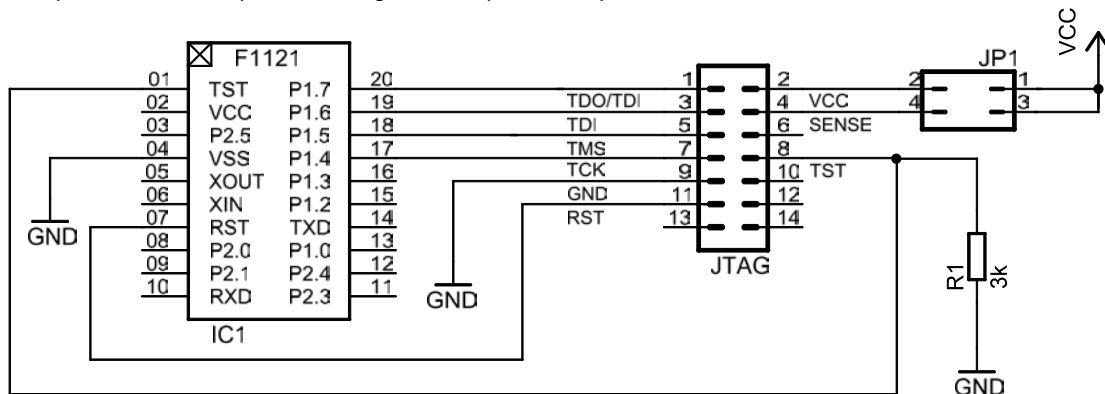 VCC
F1121
JP1
01 TST P1.7 20 1 2 2 1
02 VCC P1.6 19 TDO/TDI 3 4 VCC 4 3
03 P2.5 P1.5 18 TDI 5 6 SENSE
04 VSS P1.4 17 TMS 7 8
05 XOUT P1.3 16 TCK 9 10 TST
06 XIN P1.2 15 GND 11 12
07 RST TXD 14 RST 13 14
GND
08 P2.0 P1.0 13
09 P2.1 P2.4 12
10 RXD P2.3 11
JTAG
R1
3k
GND
IC1
GND